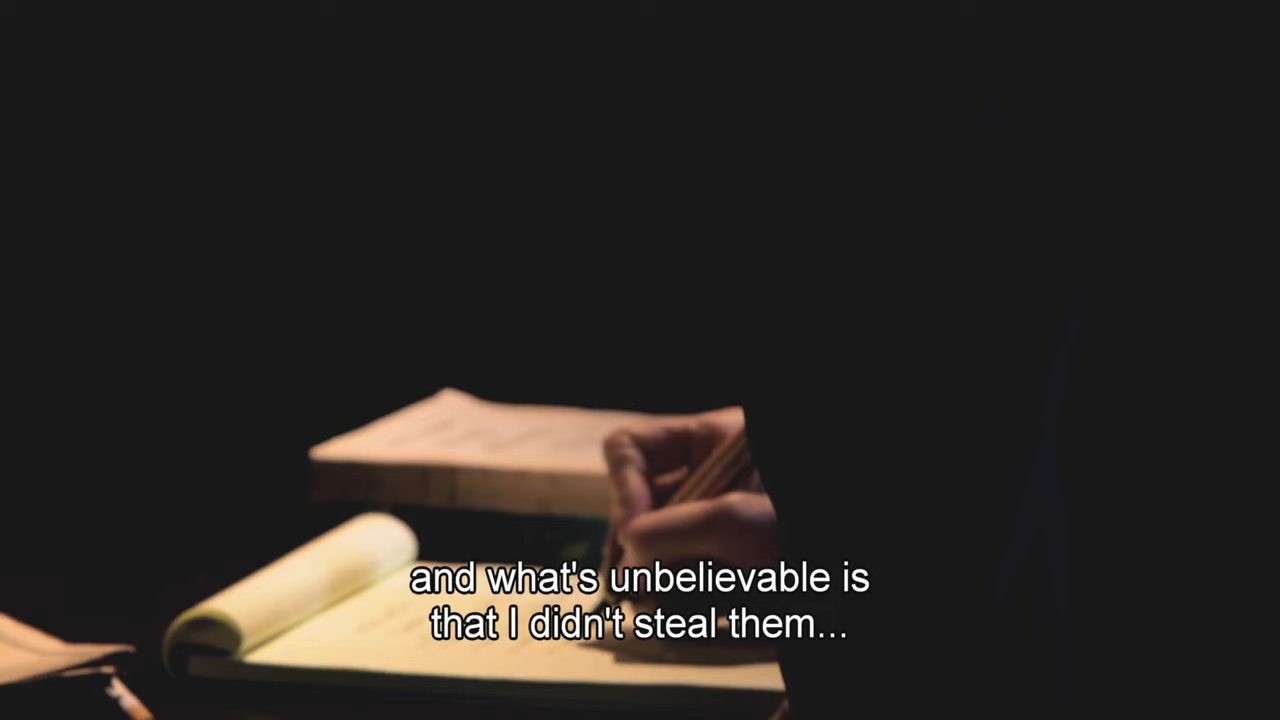 and what's unbelievable is
that I didn't steal them...